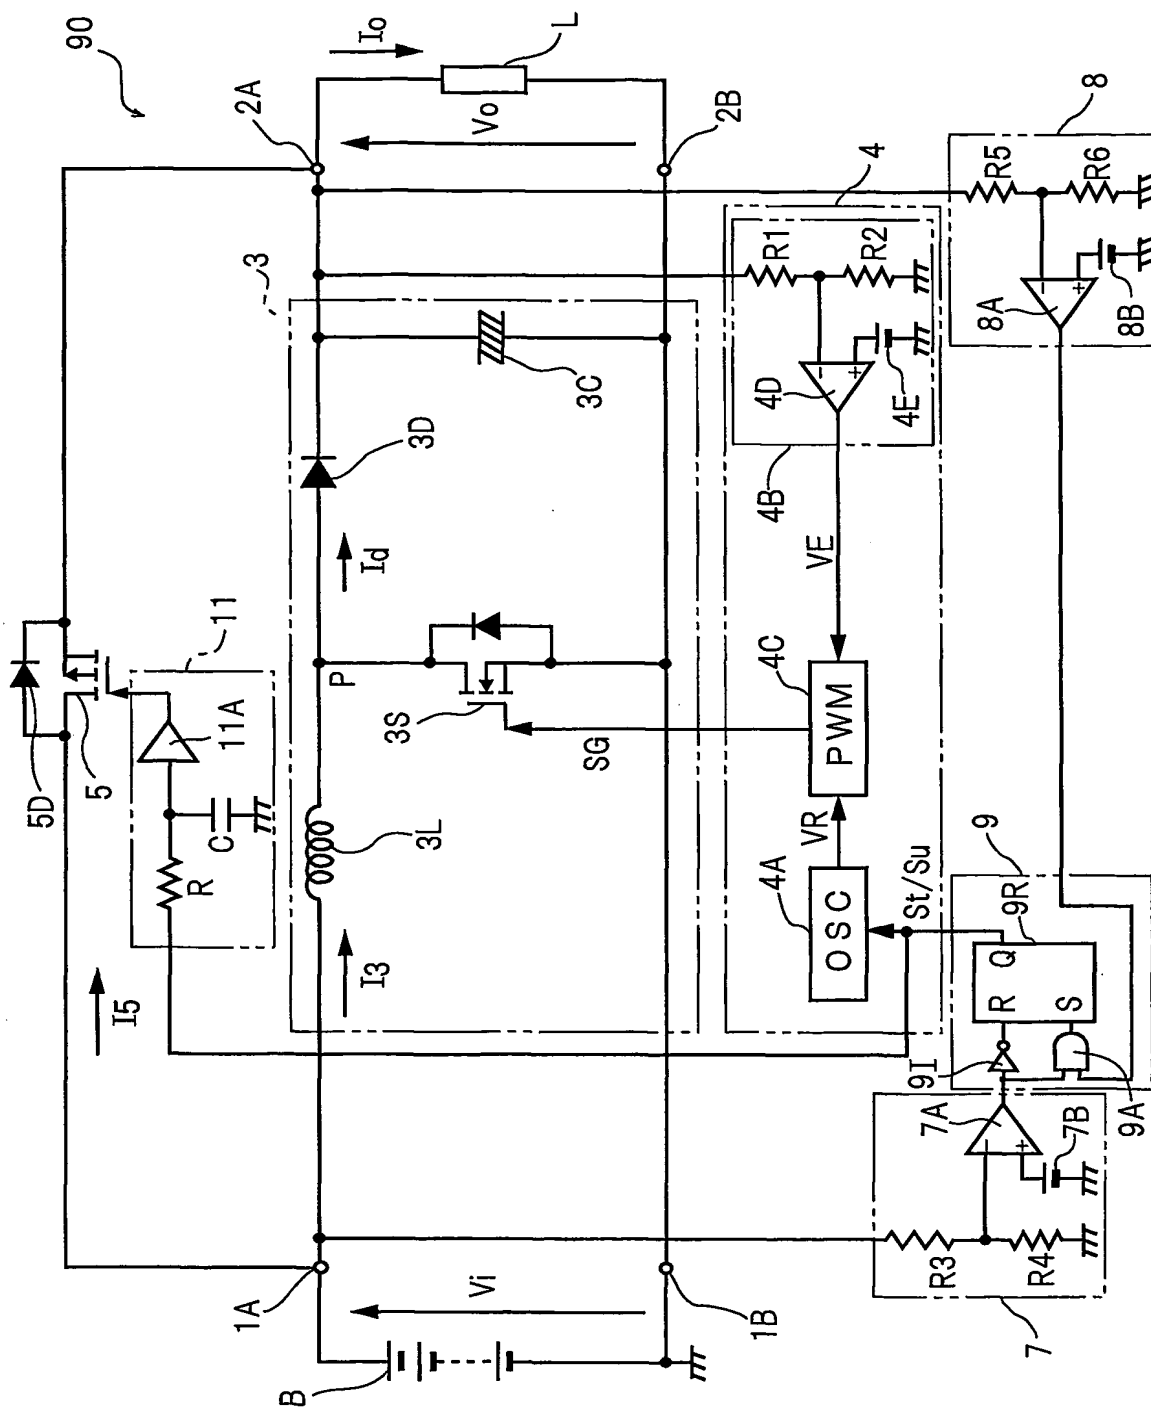 90
Io
L
2A
Vo
2B
3
8
4
R5
R6
R1
R2
8A
8B
3C
4D
4E
3D
4B
Id
VE
5D
5
11
11A
P
3S
SG
4C
PWM
R
C
3L
VR
4A
OSC
St/Su
9
9R
Q
R
S
I5
I3
9I
9A
7A
7B
+
−
+
−
+
−
1A
Vi
1B
R3
R4
7
B